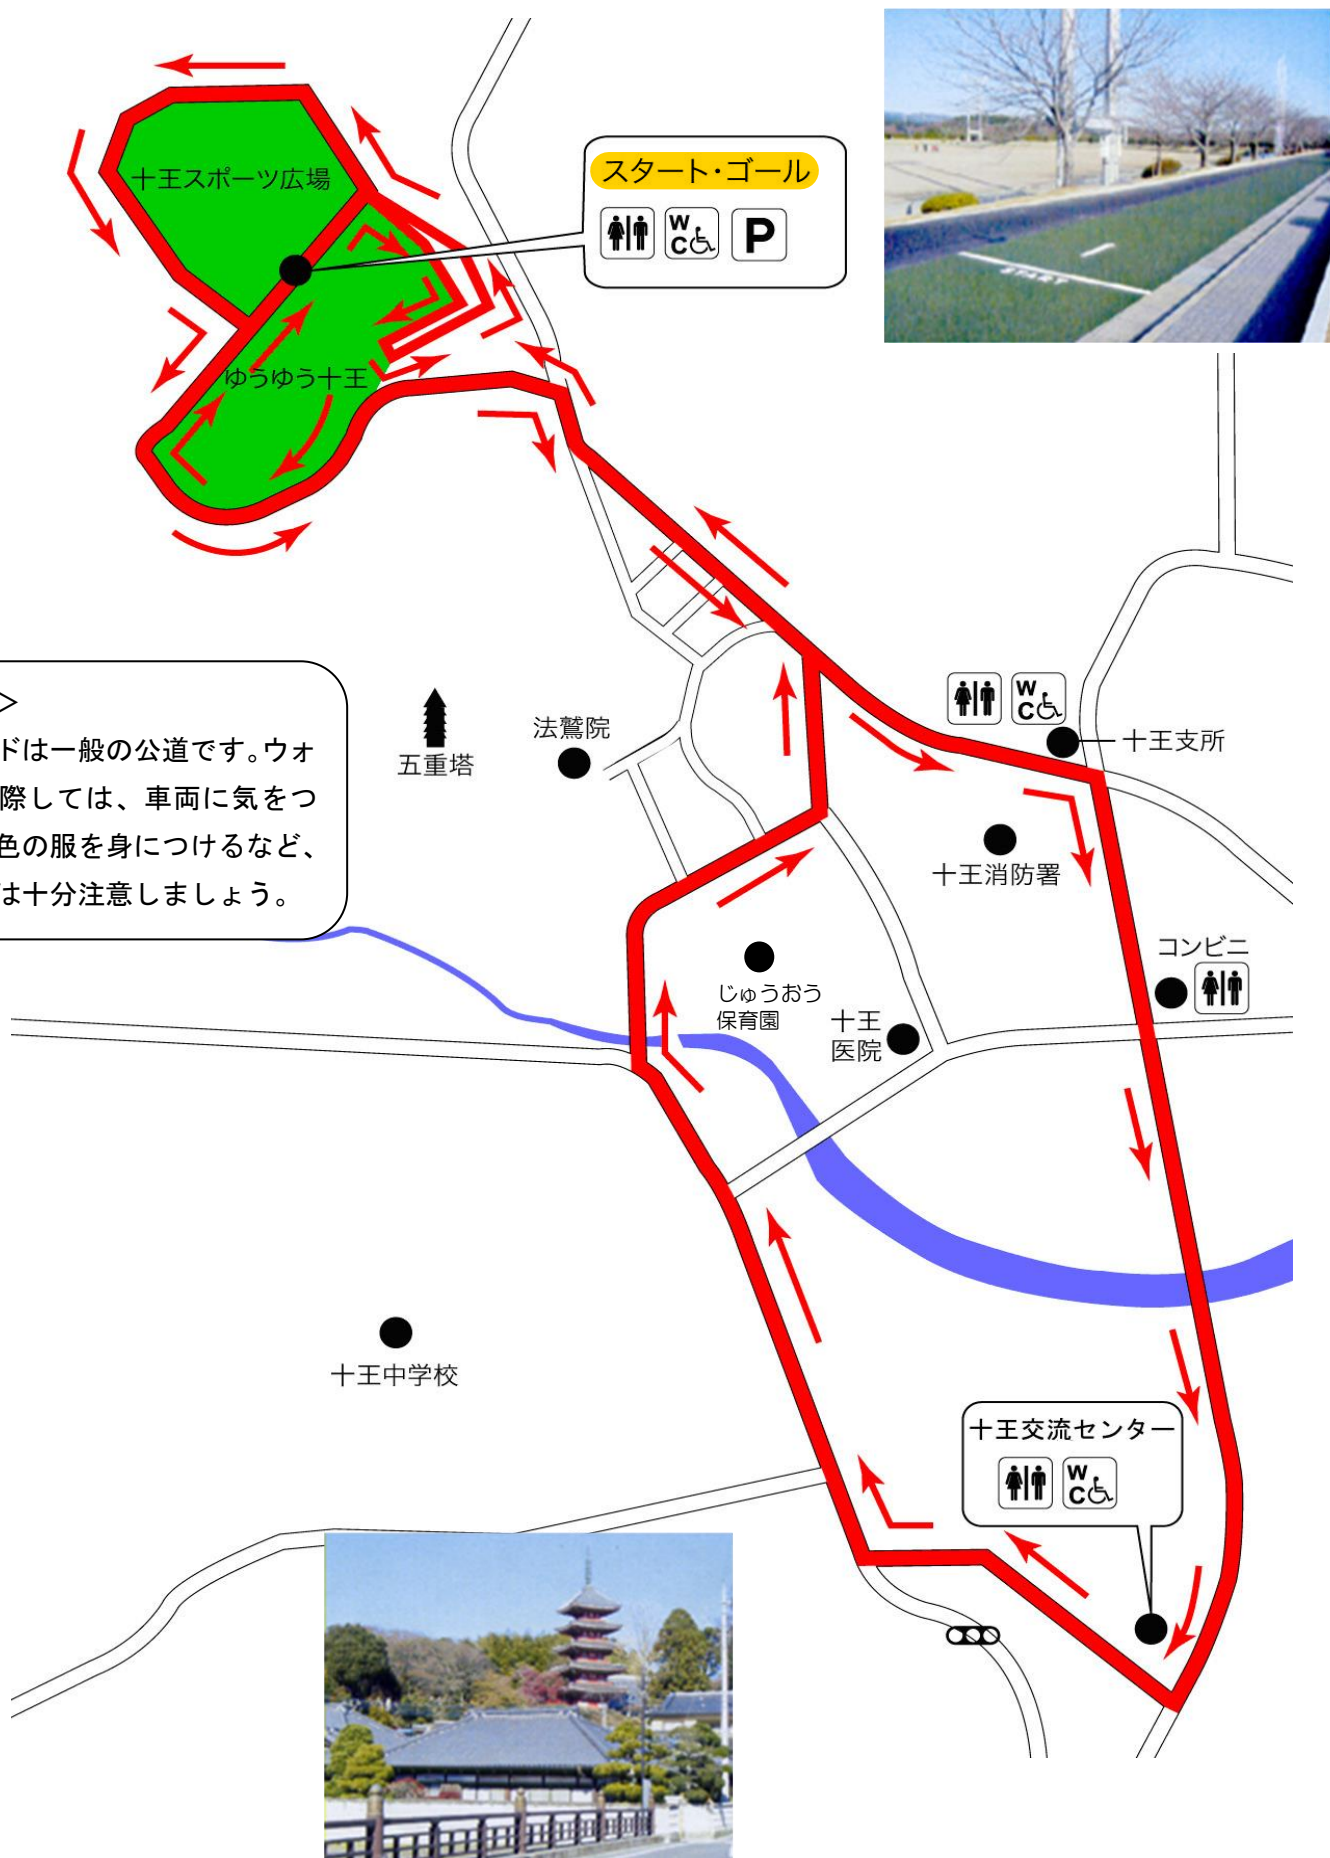 スタート・ゴール
WC
P
START
十王スポーツ広場
ゆうゆう十王
>
ドは一般の公道です。ウォ
際しては、車両に気をつ
色の服を身につけるなど、
は十分注意しましょう。
五重塔
法鷲院
WC
十王支所
十王消防署
コンビニ
じゅうおう
保育園
十王
医院
十王中学校
十王交流センター
WC